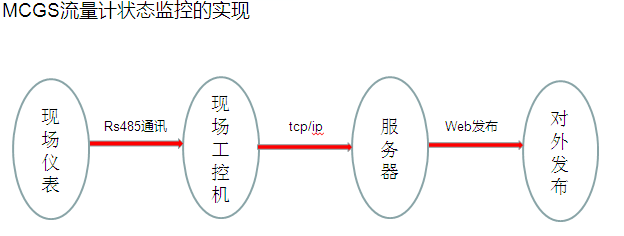 MCGS流量计状态监控的实现
现场仪表
Rs485通讯
现场工控机
tcp/ip
服务器
Web发布
对外发布